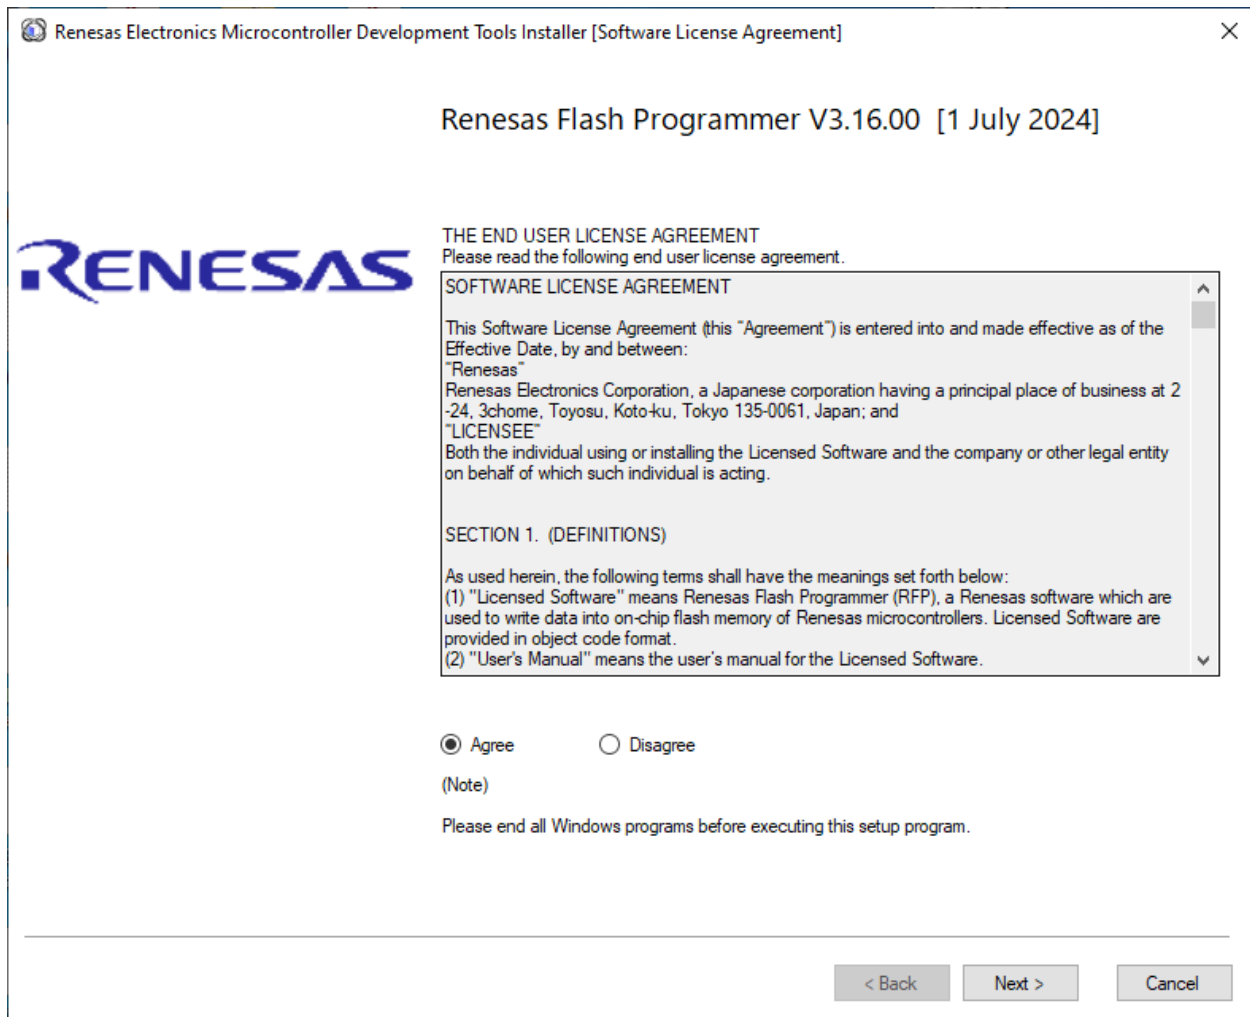 Renesas Electronics Microcontroller Development Tools Installer [Software License Agreement]
Renesas Flash Programmer V3.16.00  [1 July 2024]
RENESAS
THE END USER LICENSE AGREEMENT
Please read the following end user license agreement.
SOFTWARE LICENSE AGREEMENT
This Software License Agreement (this "Agreement") is entered into and made effective as of the
Effective Date, by and between:
"Renesas"
Renesas Electronics Corporation, a Japanese corporation having a principal place of business at 2
-24, 3chome, Toyosu, Koto-ku, Tokyo 135-0061, Japan; and
"LICENSEE"
Both the individual using or installing the Licensed Software and the company or other legal entity
on behalf of which such individual is acting.
SECTION 1.  (DEFINITIONS)
As used herein, the following terms shall have the meanings set forth below:
(1) "Licensed Software" means Renesas Flash Programmer (RFP), a Renesas software which are
used to write data into on-chip flash memory of Renesas microcontrollers. Licensed Software are
provided in object code format.
(2) "User's Manual" means the user's manual for the Licensed Software.
Agree
Disagree
(Note)
Please end all Windows programs before executing this setup program.
< Back
Next >
Cancel